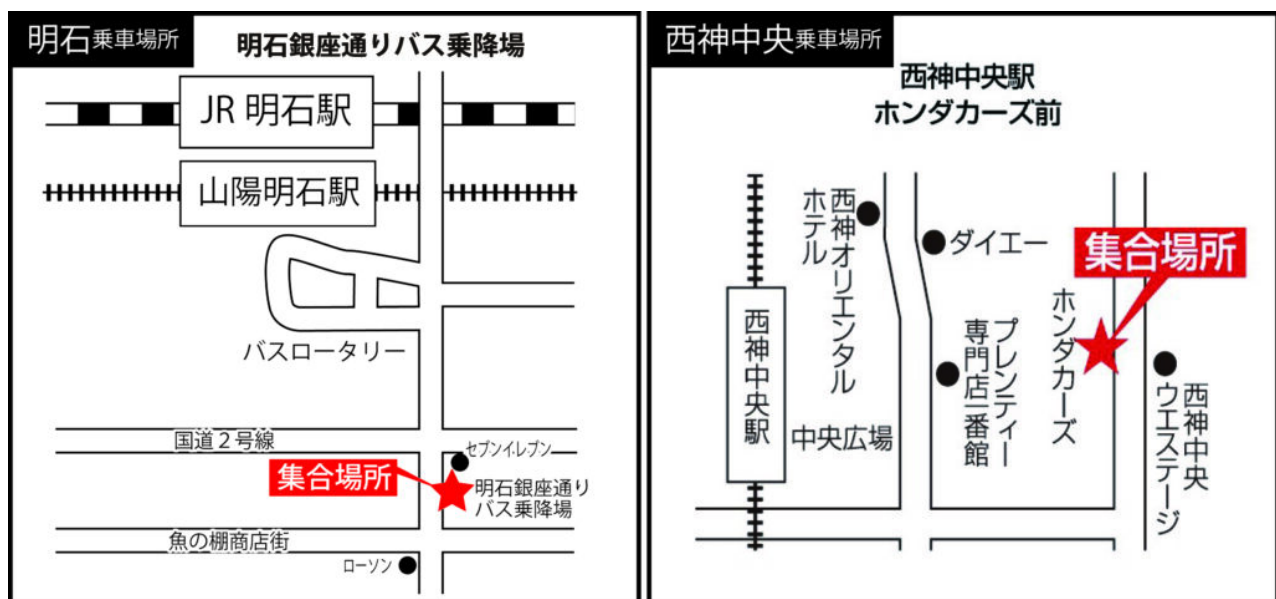 明石乗車場所
明石銀座通りバス乗降場
JR 明石駅
山陽明石駅
バスロータリー
国道2号線
セブンイレブン
集合場所
明石銀座通り
バス乗降場
魚の棚商店街
ローソン
西神中央乗車場所
西神中央駅
ホンダカーズ前
西神オリエンタル
ホテル
ダイエー
集合場所
西神中央駅
中央広場
プレンティー
専門店一番館
ホンダカーズ
西神中央
ウエステージ